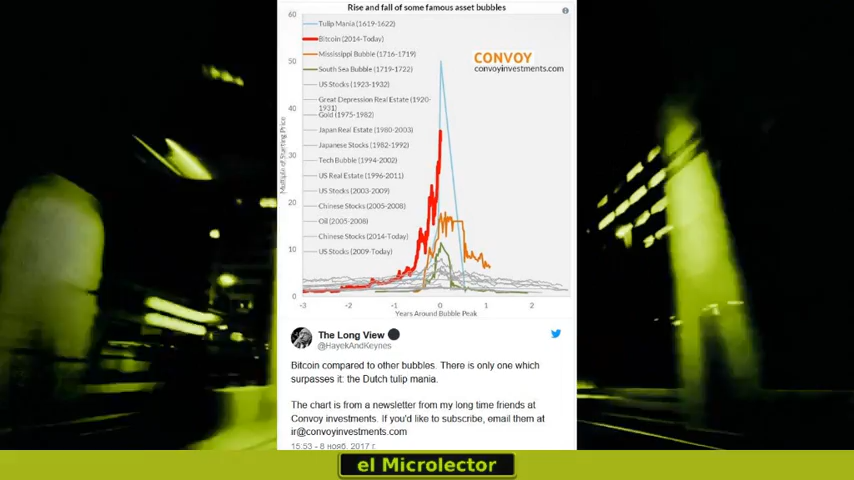 Rise and fall of some famous asset bubbles
60
50
40
30
20
10
0
Multiple of Starting Price
Tulip Mania (1619-1622)
Bitcoin (2014-Today)
Mississippi Bubble (1716-1719)
South Sea Bubble (1719-1722)
US Stocks (1923-1932)
Great Depression Real Estate (1920-
1931)
Gold (1975-1982)
Japan Real Estate (1980-2003)
Japanese Stocks (1982-1992)
Tech Bubble (1994-2002)
US Real Estate (1996-2011)
US Stocks (2003-2009)
Chinese Stocks (2005-2008)
Oil (2005-2008)
Chinese Stocks (2014-Today)
US Stocks (2009-Today)
CONVOY
convoyinvestments.com
-3 -2 -1 0 1 2
Years Around Bubble Peak
The Long View
@HayekAndKeynes
Bitcoin compared to other bubbles. There is only one which
surpasses it: the Dutch tulip mania.
The chart is from a newsletter from my long time friends at
Convoy investments. If you'd like to subscribe, email them at
ir@convoyinvestments.com
15:53 - 8 нояб. 2017 г.
el Microlector